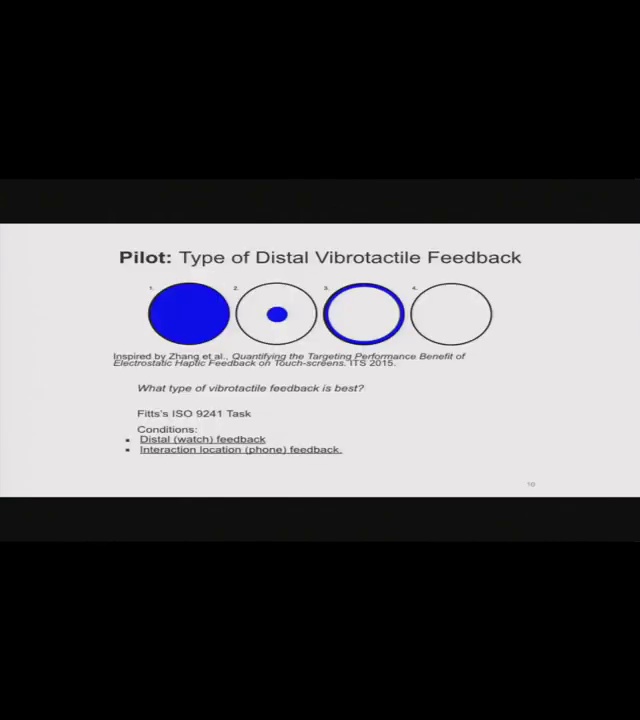 Pilot: Type of Distal Vibrotactile Feedback
1. 2. 3. 4.
Inspired by Zhang et al., Quantifying the Targeting Performance Benefit of
Electrostatic Haptic Feedback on Touch-screens. ITS 2015.
What type of vibrotactile feedback is best?
Fitts's ISO 9241 Task
Conditions:
▪ Distal (watch) feedback
▪ Interaction location (phone) feedback.
10